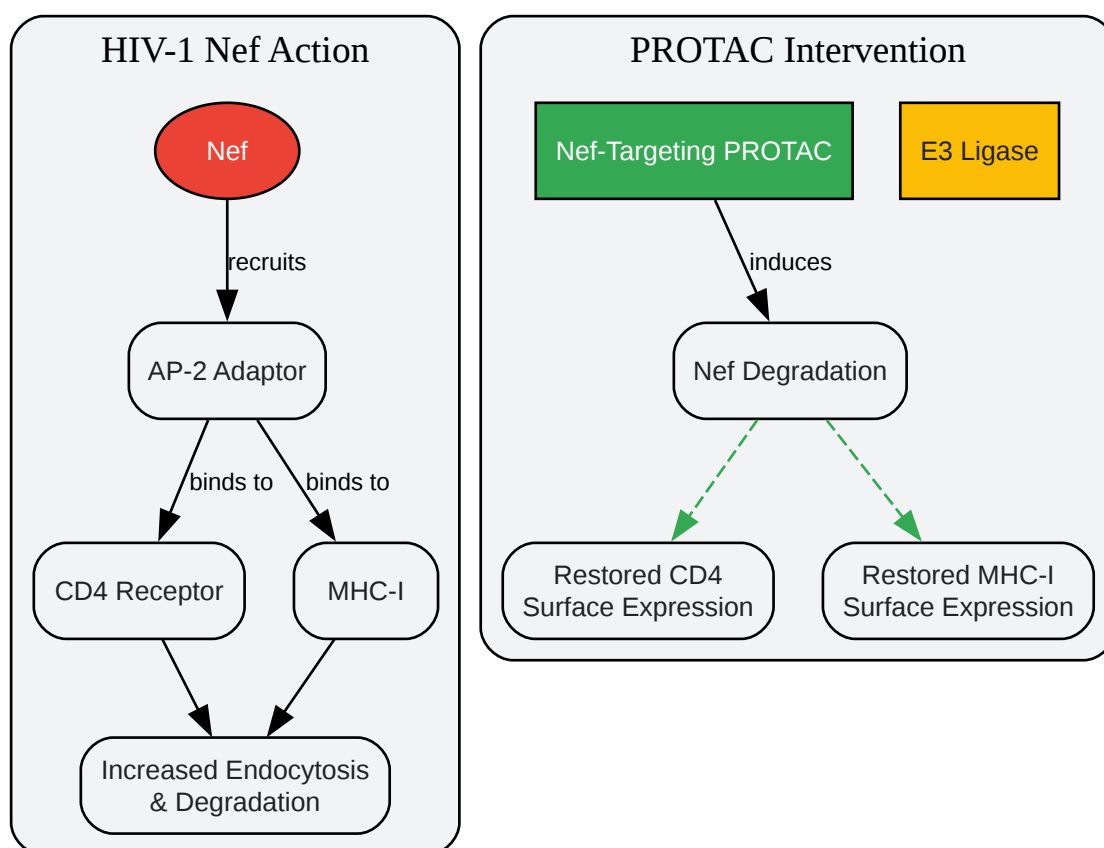 HIV-1 Nef Action
Nef
recruits
AP-2 Adaptor
binds to
binds to
CD4 Receptor
MHC-I
Increased Endocytosis
& Degradation
PROTAC Intervention
Nef-Targeting PROTAC
E3 Ligase
induces
Nef Degradation
Restored CD4
Surface Expression
Restored MHC-I
Surface Expression